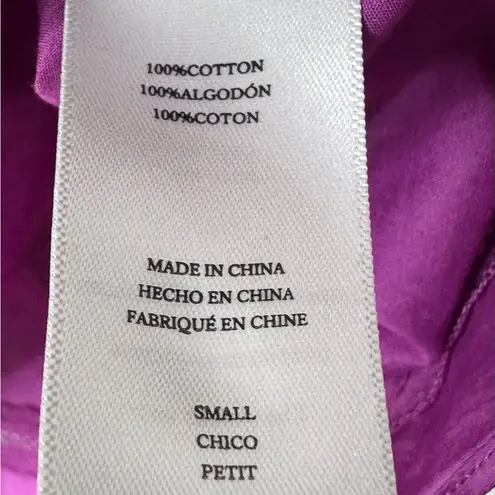 100%COTTON
100%ALGODÓN
100%COTON
MADE IN CHINA
HECHO EN CHINA
FABRIQUÉ EN CHINE
SMALL
CHICO
PETIT